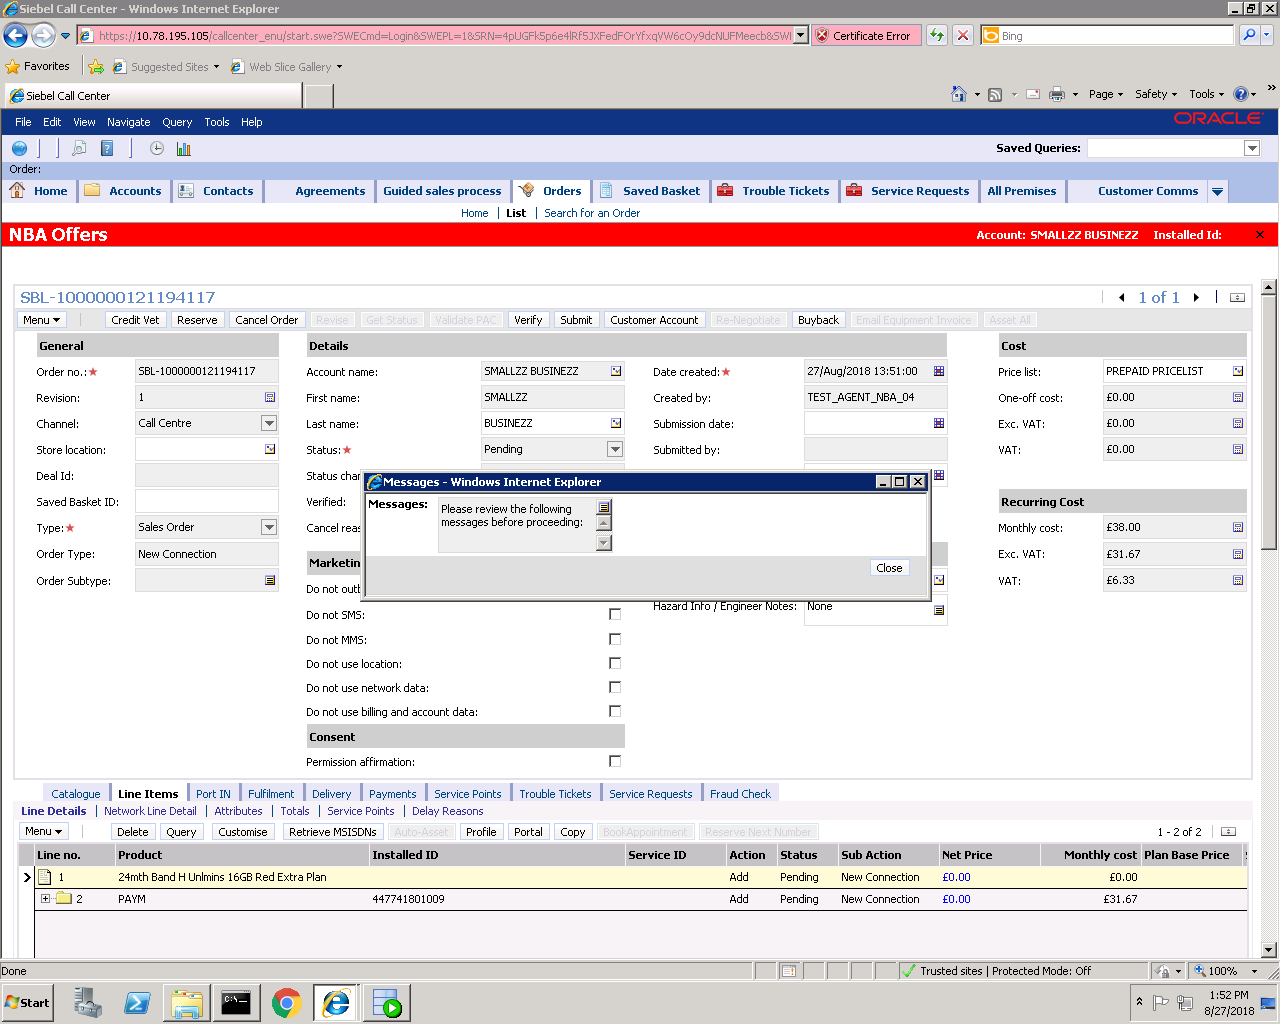 Siebel Call Center - Windows Internet Explorer
https://10.78.195.105/callcenter_enu/start.swe?SWECmd=Login&SWEPL=1&SRN=4pUGFk5p6e4lRf5JXFedFOrYfxqVW6cOy9dcNUFMeecb&SWI
Certificate Error
Bing
Favorites
Suggested Sites
Web Slice Gallery
Siebel Call Center
Page
Safety
Tools
File Edit View Navigate Query Tools Help
ORACLE
Saved Queries:
Order:
Home Accounts Contacts Agreements Guided sales process Orders Saved Basket Trouble Tickets Service Requests All Premises Customer Comms
Home List Search for an Order
NBA Offers
Account: SMALLZZ BUSINEZZ Installed Id:
SBL-1000000121194117
1 of 1
Menu Credit Vet Reserve Cancel Order Revise Get Status Validate PAC Verify Submit Customer Account Re-Negotiate Buyback Email Equipment Invoice Asset All
General Details Cost
Order no.: SBL-1000000121194117 Account name: SMALLZZ BUSINEZZ Date created: 27/Aug/2018 13:51:00 Price list: PREPAID PRICELIST
Revision: 1 First name: SMALLZZ Created by: TEST_AGENT_NBA_04 One-off cost: £0.00
Channel: Call Centre Last name: BUSINEZZ Submission date: Exc. VAT: £0.00
Store location: Status: Pending Submitted by: VAT: £0.00
Deal Id: Status chan
Saved Basket ID: Verified: Recurring Cost
Type: Sales Order Cancel reas Monthly cost: £38.00
Order Type: New Connection Exc. VAT: £31.67
Order Subtype: VAT: £6.33
Messages - Windows Internet Explorer
Messages:
Please review the following
messages before proceeding:
Close
Marketin
Do not outb
Hazard Info / Engineer Notes: None
Do not SMS:
Do not MMS:
Do not use location:
Do not use network data:
Do not use billing and account data:
Consent
Permission affirmation:
Catalogue Line Items Port IN Fulfilment Delivery Payments Service Points Trouble Tickets Service Requests Fraud Check
Line Details Network Line Detail Attributes Totals Service Points Delay Reasons
Menu Delete Query Customise Retrieve MSISDNs Auto-Asset Profile Portal Copy BookAppointment Reserve Next Number 1 - 2 of 2
Line no. Product Installed ID Service ID Action Status Sub Action Net Price Monthly cost Plan Base Price
1 24mth Band H Unlmins 16GB Red Extra Plan Add Pending New Connection £0.00 £0.00
2 PAYM 447741801009 Add Pending New Connection £0.00 £31.67
Done
Trusted sites | Protected Mode: Off
100%
Start
1:52 PM
8/27/2018